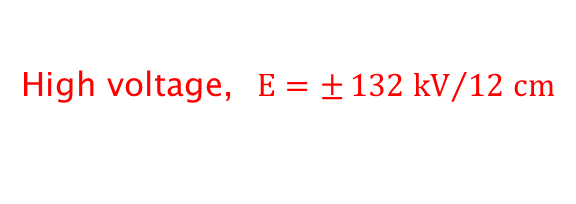 High voltage, E = ± 132 kV/12 cm